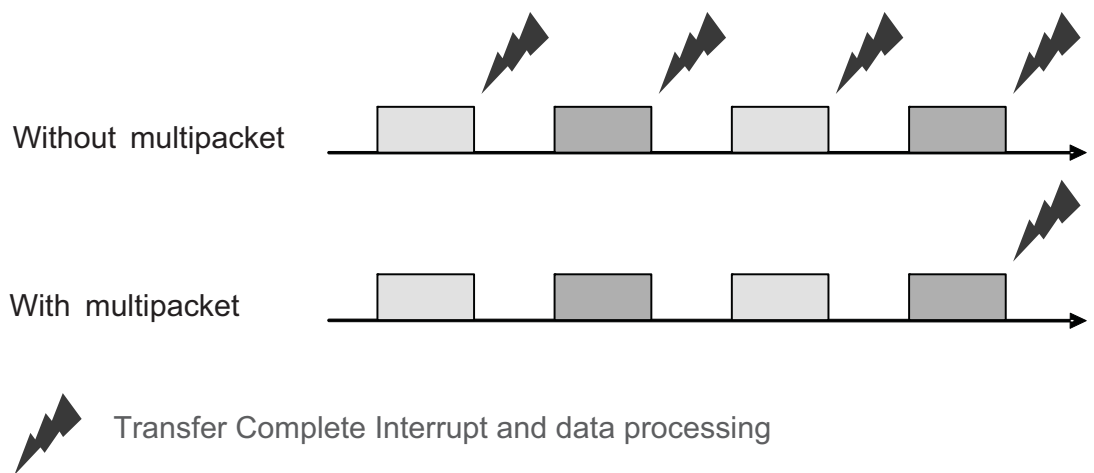 Without multipacket
With multipacket
Transfer Complete Interrupt and data processing